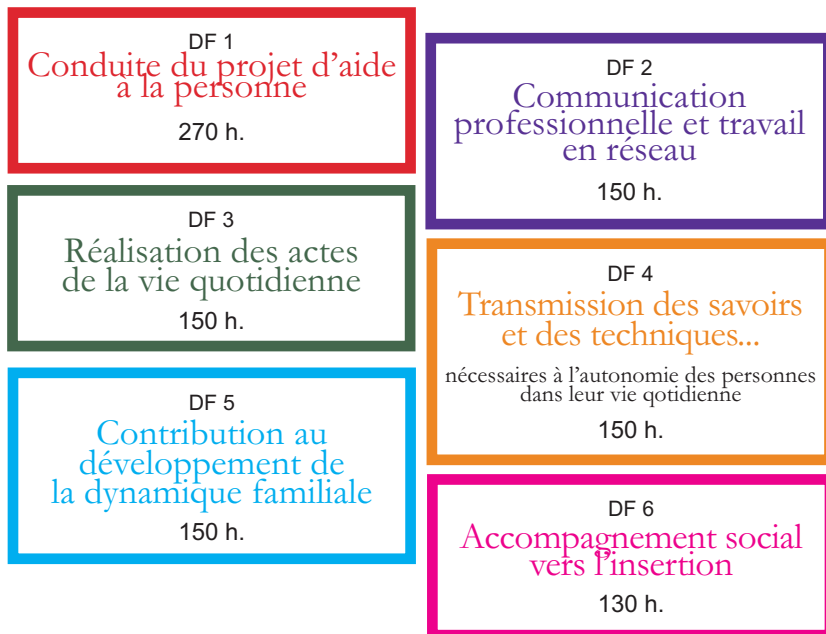 DF 1
Conduite du projet d'aide
à la personne
270 h.
DF 2
Communication
professionnelle et travail
en réseau
150 h.
DF 3
Réalisation des actes
de la vie quotidienne
150 h.
DF 4
Transmission des savoirs
et des techniques...
nécessaires à l'autonomie des personnes
dans leur vie qotidienne
150 h.
DF 5
Contribution au
développement de
la dynamique familiale
150 h.
DF 6
Accompagnement social
vers l'insertion
130 h.